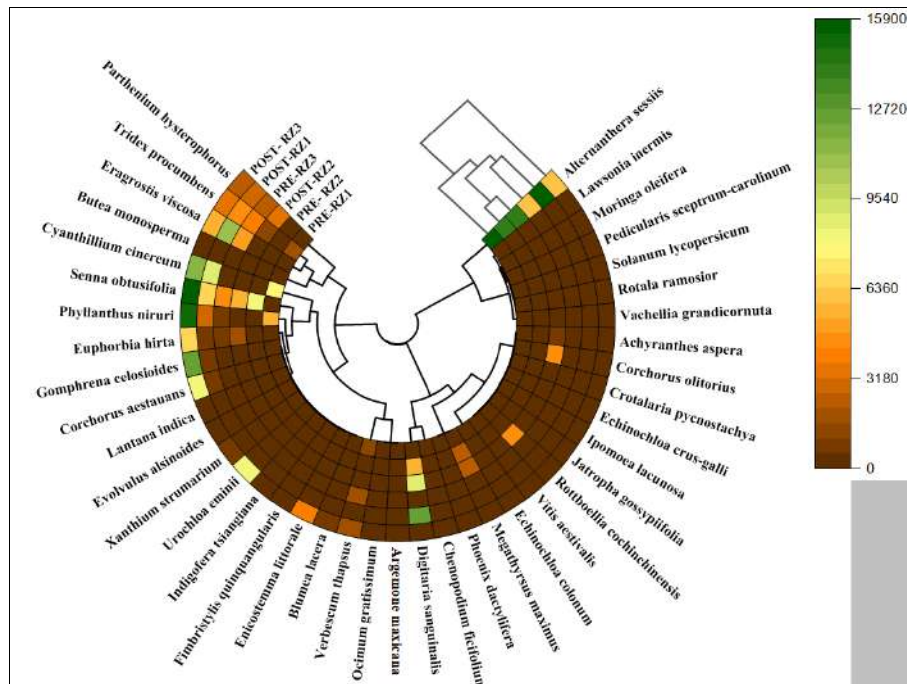 Parthenium hysterophorus
Tridex procumbens
Eragrostis viscosa
Butea monosperma
Cyanthillium cinereum
Senna obtusifolia
Phyllanthus niruri
Euphorbia hirta
Gomphrena celosioides
Corchorus aestauans
Lantana indica
Evolvulus alsinoides
Xanthium strumarium
Urochloa eminii
Intdigofera tsiangiana
Fimbristylis quinquangularis
Enicostemma littorale
Blumea lacera
Verbescum thapsus
Ocimum gratissimum
Argemone maxicana
Digitaria sanguinalis
Chenopodium ficifolium
Phoenix dactylifera
Megathyrsus maximus
Echinochloa colonum
Vitis aestivalis
Rottboellia cochinchinensis
Jatropha gossypiifolia
Ipomoea lacunosa
Echinochloa crus-galli
Crotalaria pycnostachya
Corchorus olitorius
Achyranthes aspera
Vachellia grandicornuta
Rotala ramosior
Solanum lycopersicum
Pedicularis sceptrum-carolinum
Moringa oleifera
Lawsonia inermis
Alternanthera sessiis
POST- RZ3
POST-RZ1
PRE-RZ3
POST-RZ2
PRE- RZ2
PRE-RZ1
15900
12720
9540
6360
3180
0